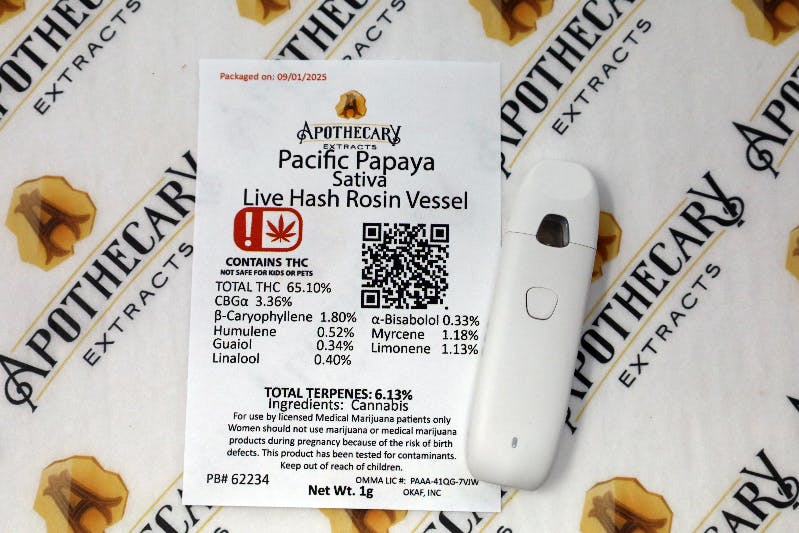 Packaged on: 09/01/2025
APOTHECARY
EXTRACTS
Pacific Papaya
Sativa
Live Hash Rosin Vessel
!
CONTAINS THC
NOT SAFE FOR KIDS OR PETS
TOTAL THC 65.10%
CBGα 3.36%
β-Caryophyllene 1.80%
Humulene 0.52%
Guaiol 0.34%
Linalool 0.40%
α-Bisabolol 0.33%
Myrcene 1.18%
Limonene 1.13%
TOTAL TERPENES: 6.13%
Ingredients: Cannabis
For use by licensed Medical Marijuana patients only
Women should not use marijuana or medical marijuana
products during pregnancy because of the risk of birth
defects. This product has been tested for contaminants.
Keep out of reach of children.
PB# 62234
OMMA LIC #: PAAA-41QG-7VJW
Net Wt. 1g
OKAF, INC
APOTHECARY
EXTRACTS
APOTHECARY
EXTRACTS
APOTHECARY
EXTRACTS
APOTHECARY
EXTRACTS